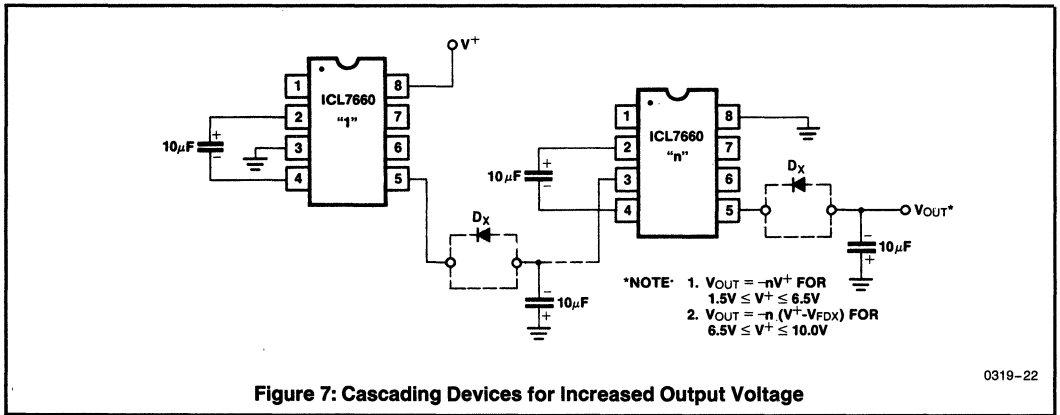 V+
1
2
3
4
ICL7660
"1"
8
7
6
5
10µF
+
−
DX
10µF
−
+
1
2
3
4
ICL7660
"n"
8
7
6
5
10µF
+
−
DX
VOUT*
10µF
−
+
*NOTE· 1. VOUT = −nV+ FOR
1.5V ≤ V+ ≤ 6.5V
2. VOUT = −n (V+-VFDX) FOR
6.5V ≤ V+ ≤ 10.0V
0319–22
Figure 7: Cascading Devices for Increased Output Voltage